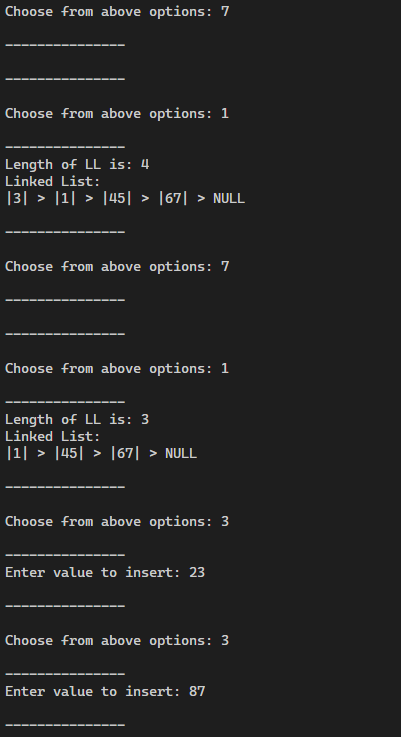 Choose from above options: 7
---------------
---------------
Choose from above options: 1
---------------
Length of LL is: 4
Linked List:
|3| > |1| > |45| > |67| > NULL
---------------
Choose from above options: 7
---------------
---------------
Choose from above options: 1
---------------
Length of LL is: 3
Linked List:
|1| > |45| > |67| > NULL
---------------
Choose from above options: 3
---------------
Enter value to insert: 23
---------------
Choose from above options: 3
---------------
Enter value to insert: 87
---------------